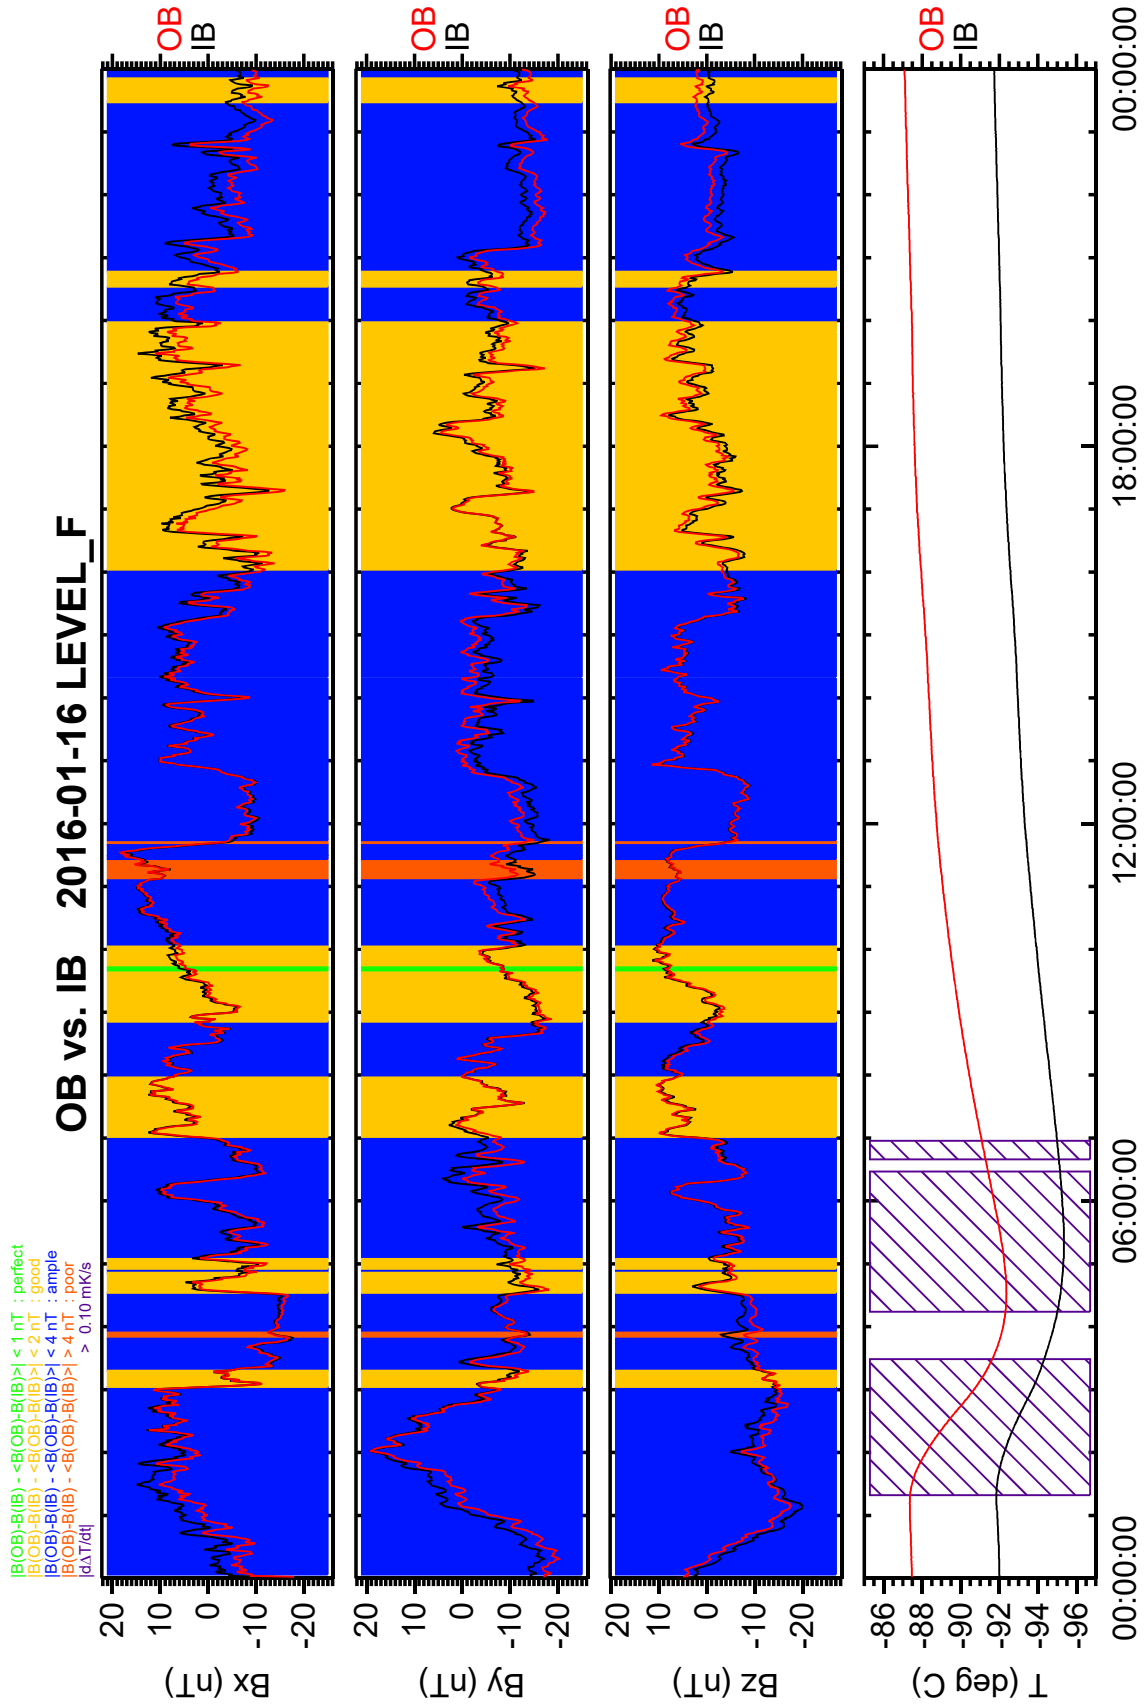 |B(OB)-B(IB) - <B(OB)-B(IB)>| < 1 nT : perfect
|B(OB)-B(IB) - <B(OB)-B(IB)>| < 2 nT : good
|B(OB)-B(IB) - <B(OB)-B(IB)>| < 4 nT : ample
|B(OB)-B(IB) - <B(OB)-B(IB)>| > 4 nT : poor
|dΔT/dt| > 0.10 mK/s
OB vs. IB 2016-01-16 LEVEL_F
Bx (nT)
20
10
0
-10
-20
OB
IB
By (nT)
20
10
0
-10
-20
OB
IB
Bz (nT)
20
10
0
-10
-20
OB
IB
T (deg C)
-86
-88
-90
-92
-94
-96
OB
IB
00:00:00
06:00:00
12:00:00
18:00:00
00:00:00